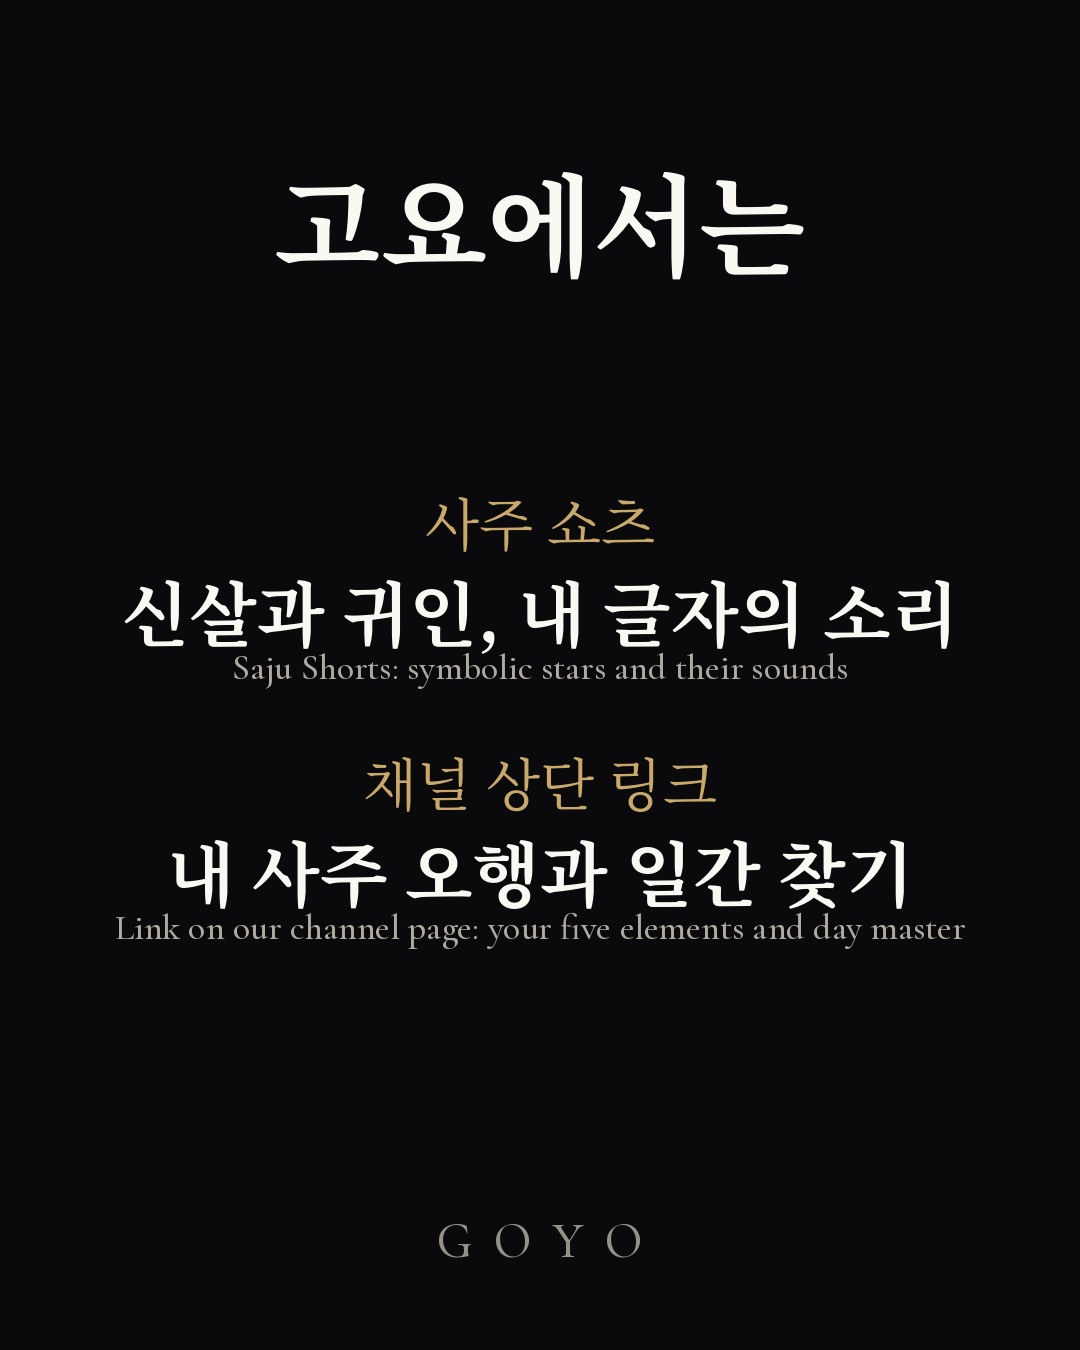 고요에서는
사주 쇼츠
신살과 귀인, 내 글자의 소리
Saju Shorts: symbolic stars and their sounds
채널 상단 링크
내 사주 오행과 일간 찾기
Link on our channel page: your five elements and day master
GOYO